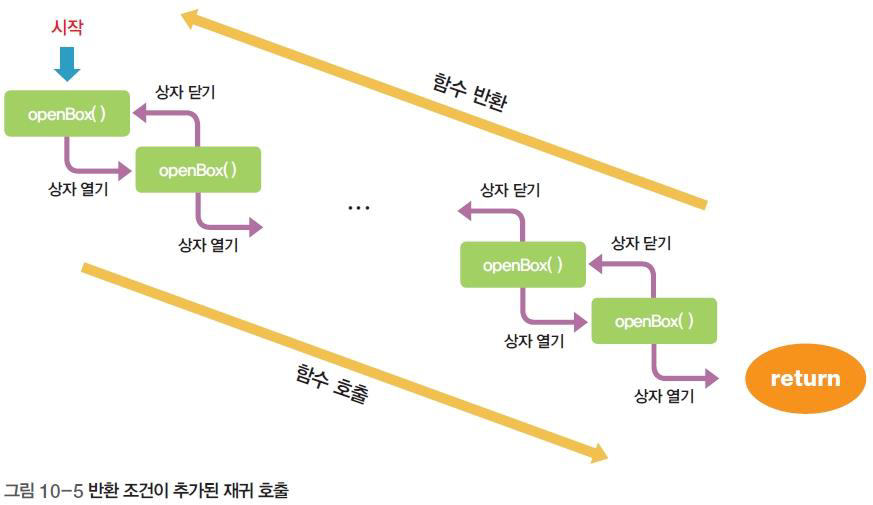 시작
함수 반환
상자 닫기
openBox( )
openBox( )
상자 열기
상자 열기
...
상자 닫기
상자 닫기
openBox( )
openBox( )
상자 열기
상자 열기
return
함수 호출
그림 10-5 반환 조건이 추가된 재귀 호출